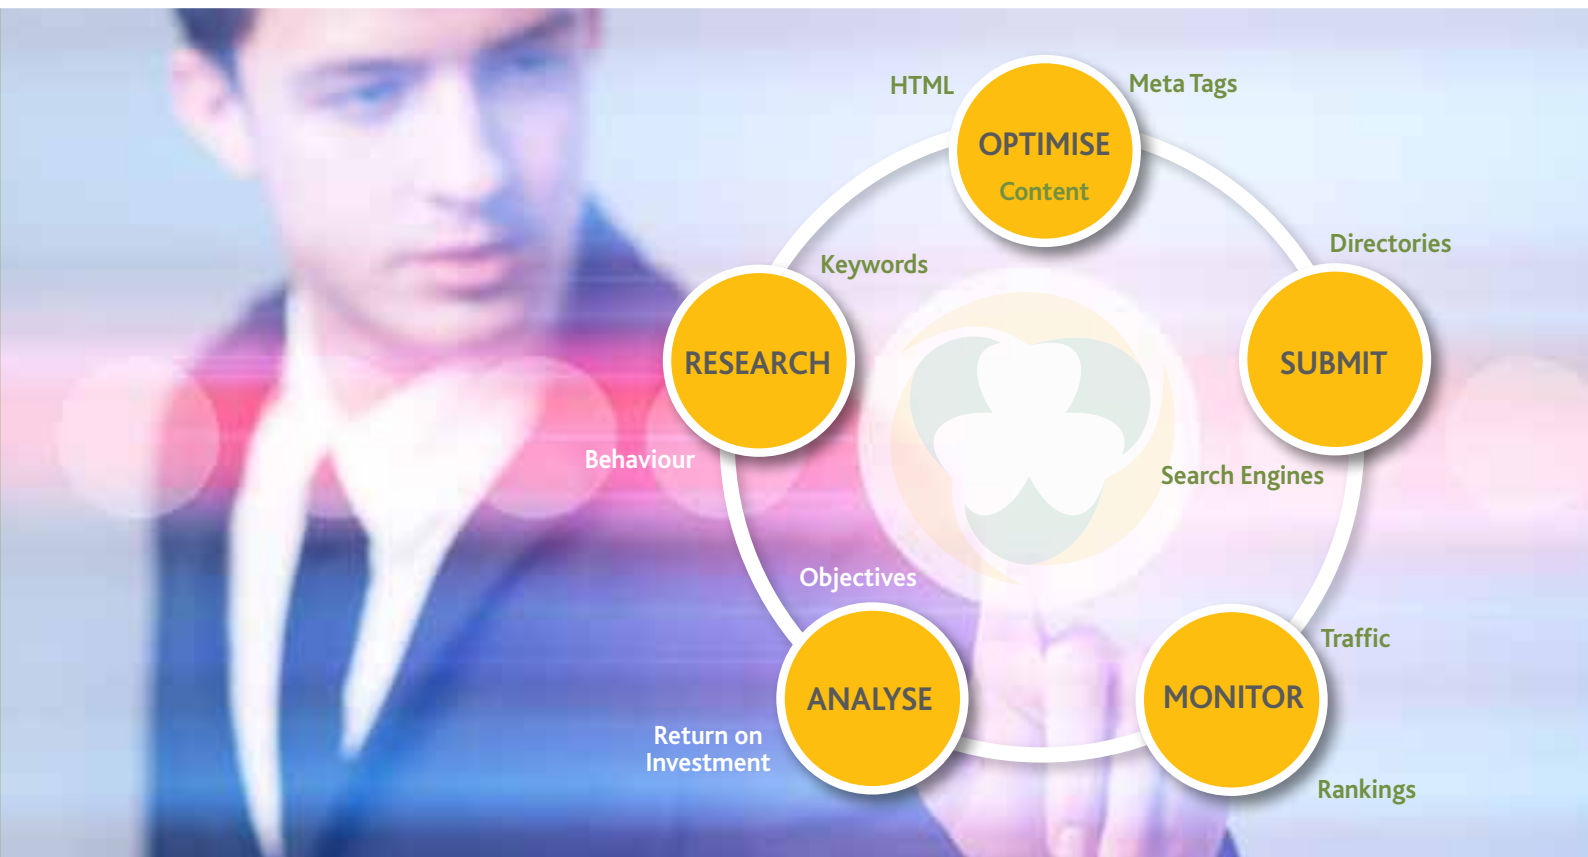 HTML
Meta Tags
OPTIMISE
Content
Directories
Keywords
RESEARCH
SUBMIT
Behaviour
Search Engines
Objectives
Traffic
ANALYSE
MONITOR
Return on
Investment
Rankings